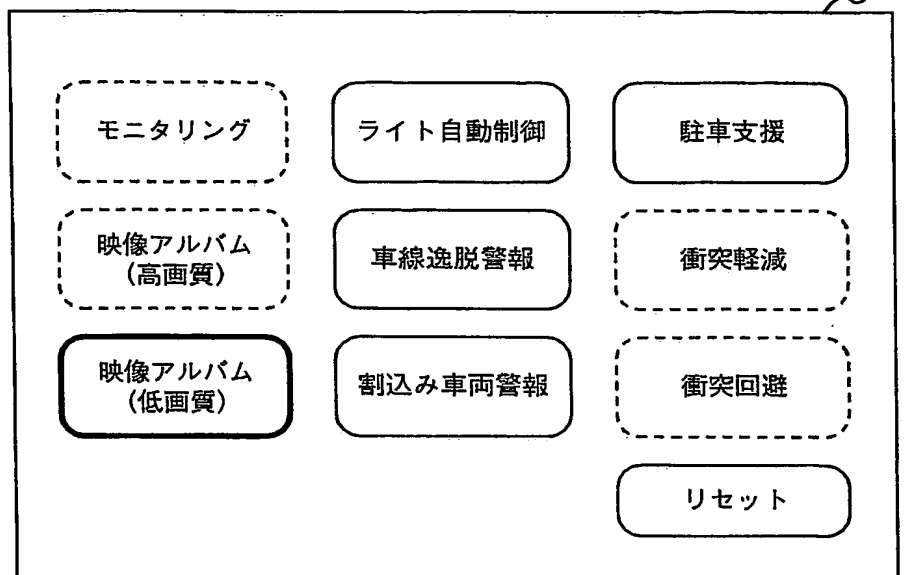 モニタリング
ライト自動制御
駐車支援
映像アルバム
(高画質)
車線逸脱警報
衝突軽減
映像アルバム
(低画質)
割込み車両警報
衝突回避
リセット